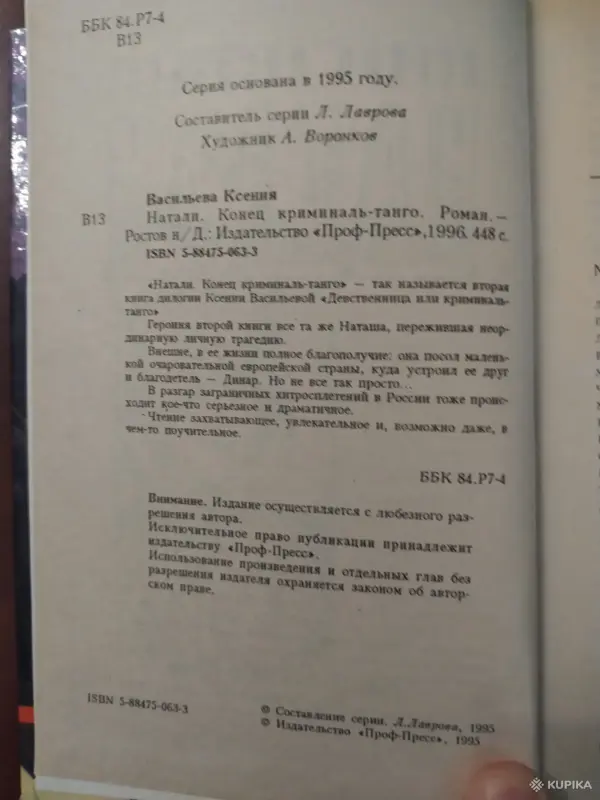 ББК 84.Р7-4
В13
Серия основана в 1995 году.
Составитель серии Л. Лаврова
Художник А. Воронков
Васильева Ксения
В13 Натали. Конец криминаль-танго. Роман. –
Ростов н/Д.: Издательство «Проф-Пресс», 1996. 448 с.
ISBN 5-88475-063-3
«Натали. Конец криминаль-танго» — так называется вторая
книга дилогии Ксении Васильевой «Девственница или криминаль-
танго»
Героиня второй книги все та же Наташа, пережившая неор-
динарную личную трагедию.
Внешне, в ее жизни полное благополучие: она посол малень-
кой очаровательной европейской страны, куда устроил ее друг
и благодетель — Динар. Но не все так просто...
В разгар заграничных хитросплетений в России тоже проис-
ходит кое-что серьезное и драматичное.
Чтение захватывающее, увлекательное и, возможно даже, в
чем-то поучительное.
ББК 84.Р7-4
Внимание. Издание осуществляется с любезного раз-
решения автора.
Исключительное право публикации принадлежит
издательству «Проф-Пресс».
Использование произведения и отдельных глав без
разрешения издателя охраняется законом об автор-
ском праве.
ISBN 5-88475-063-3
© Составление серии. Л.Лаврова, 1995
© Издательство «Проф-Пресс», 1995
KUPIKA